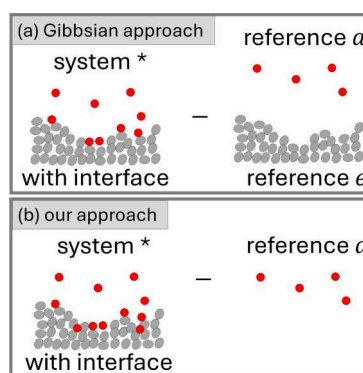 (a) Gibbsian approach
system *
reference a
–
with interface
reference e
(b) our approach
system *
reference a
–
with interface